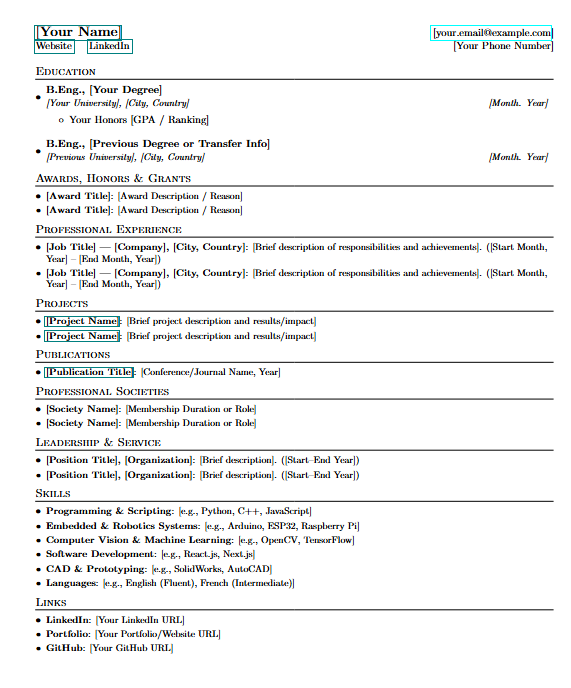 [Your Name] [your.email@example.com]
Website LinkedIn [Your Phone Number]
Education
• B.Eng., [Your Degree]
[Your University], [City, Country] [Month. Year]
○ Your Honors [GPA / Ranking]
• B.Eng., [Previous Degree or Transfer Info]
[Previous University], [City, Country] [Month. Year]
Awards, Honors & Grants
• [Award Title]: [Award Description / Reason]
• [Award Title]: [Award Description / Reason]
Professional Experience
• [Job Title] — [Company], [City, Country]: [Brief description of responsibilities and achievements]. ([Start Month,
Year] – [End Month, Year])
• [Job Title] — [Company], [City, Country]: [Brief description of responsibilities and achievements]. ([Start Month,
Year] – [End Month, Year])
Projects
• [Project Name]: [Brief project description and results/impact]
• [Project Name]: [Brief project description and results/impact]
Publications
• [Publication Title]: [Conference/Journal Name, Year]
Professional Societies
• [Society Name]: [Membership Duration or Role]
• [Society Name]: [Membership Duration or Role]
Leadership & Service
• [Position Title], [Organization]: [Brief description]. ([Start–End Year])
• [Position Title], [Organization]: [Brief description]. ([Start–End Year])
Skills
• Programming & Scripting: [e.g., Python, C++, JavaScript]
• Embedded & Robotics Systems: [e.g., Arduino, ESP32, Raspberry Pi]
• Computer Vision & Machine Learning: [e.g., OpenCV, TensorFlow]
• Software Development: [e.g., React.js, Next.js]
• CAD & Prototyping: [e.g., SolidWorks, AutoCAD]
• Languages: [e.g., English (Fluent), French (Intermediate)]
Links
• LinkedIn: [Your LinkedIn URL]
• Portfolio: [Your Portfolio/Website URL]
• GitHub: [Your GitHub URL]